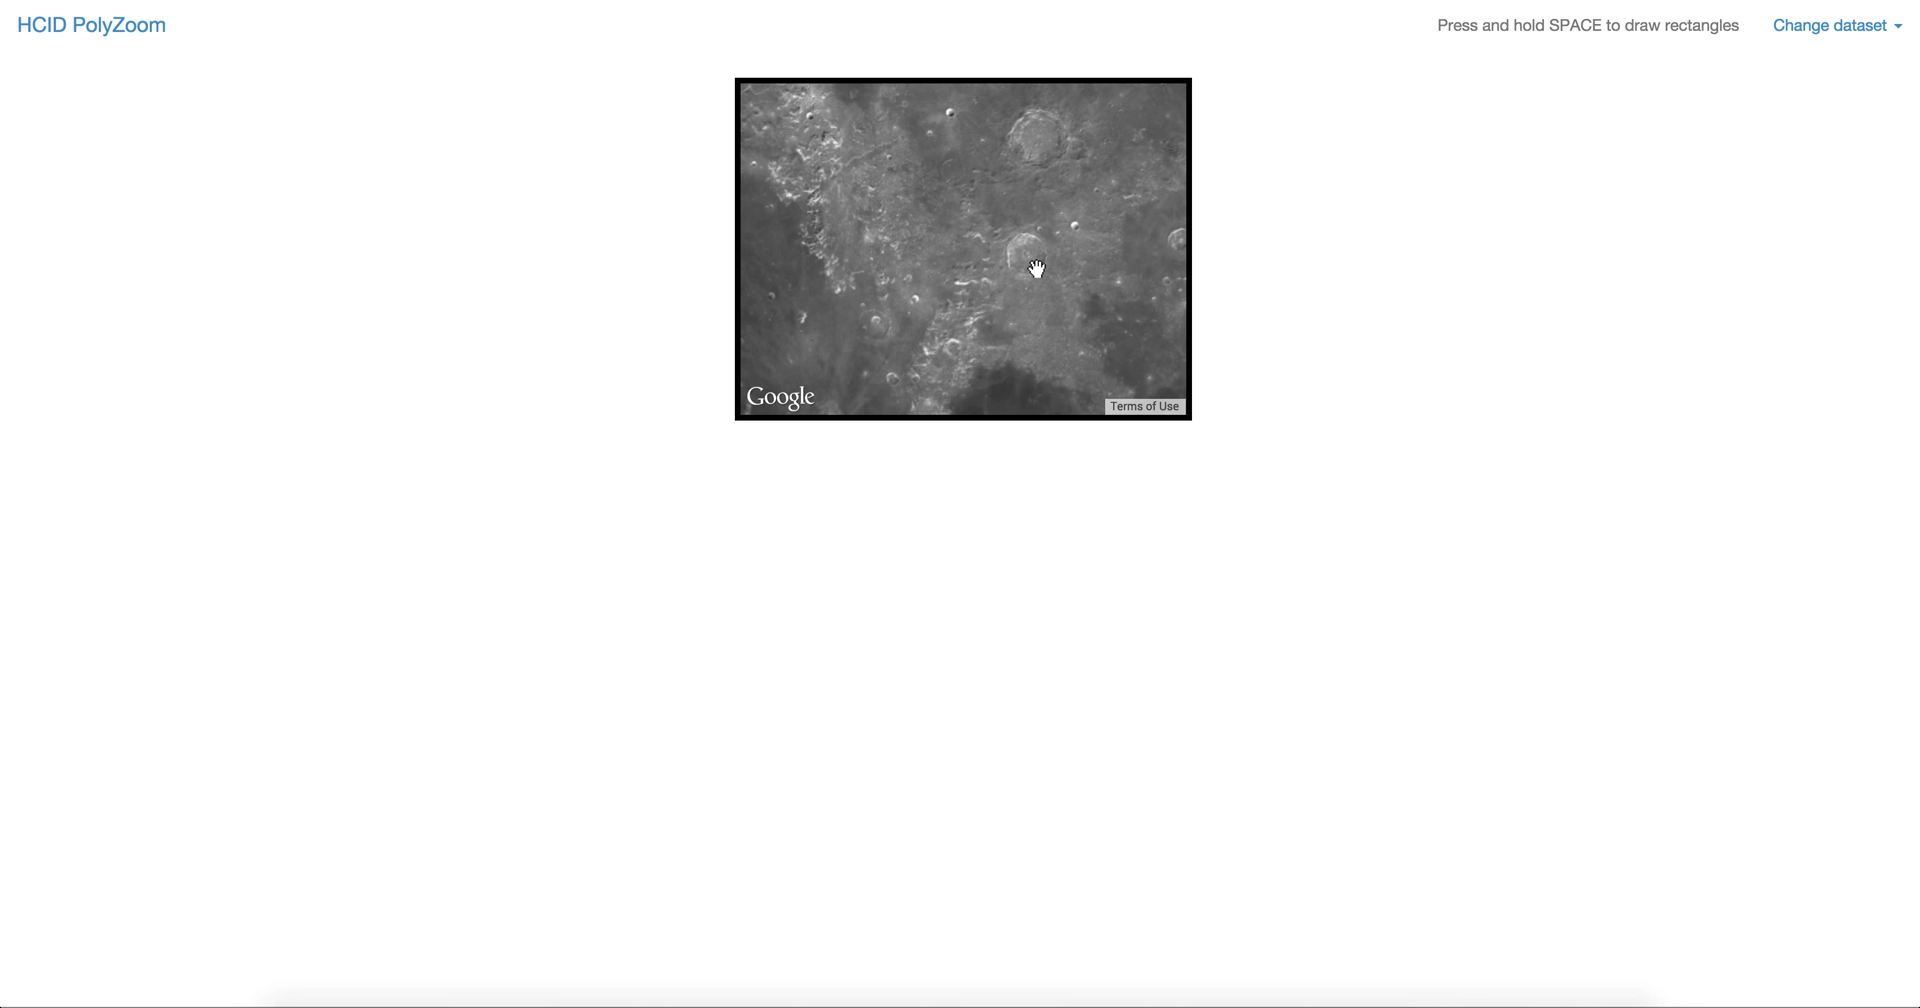 HCID PolyZoom
Press and hold SPACE to draw rectangles
Change dataset
Google
Terms of Use